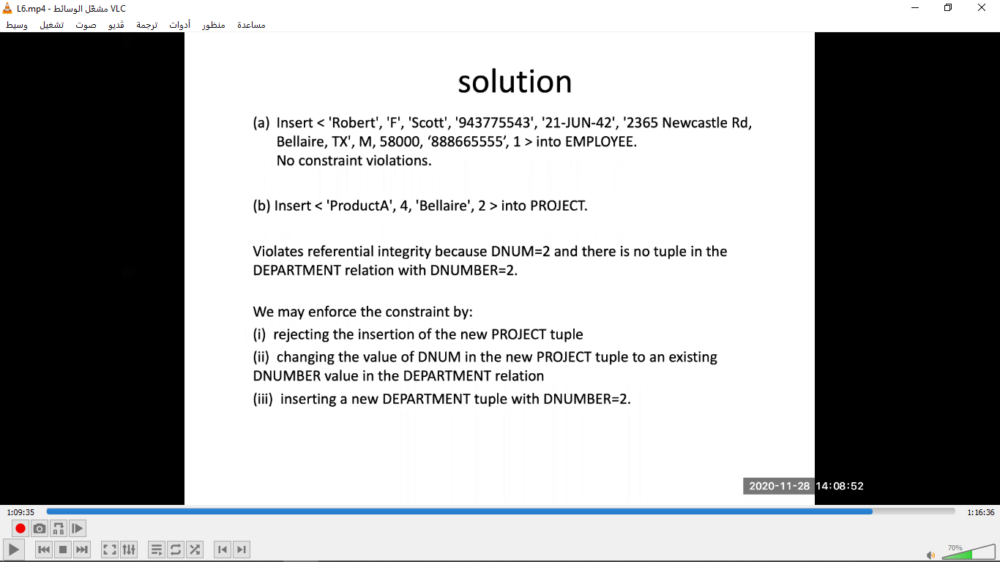 L6.mp4 - مشغّل الوسائط VLC
وسيط تشغيل صوت ڤديو ترجمة أدوات منظور مساعدة
solution
(a) Insert < 'Robert', 'F', 'Scott', '943775543', '21-JUN-42', '2365 Newcastle Rd,
Bellaire, TX', M, 58000, ‘888665555’, 1 > into EMPLOYEE.
No constraint violations.
(b) Insert < 'ProductA', 4, 'Bellaire', 2 > into PROJECT.
Violates referential integrity because DNUM=2 and there is no tuple in the
DEPARTMENT relation with DNUMBER=2.
We may enforce the constraint by:
(i) rejecting the insertion of the new PROJECT tuple
(ii) changing the value of DNUM in the new PROJECT tuple to an existing
DNUMBER value in the DEPARTMENT relation
(iii) inserting a new DEPARTMENT tuple with DNUMBER=2.
2020-11-28 14:08:52
1:09:35 1:16:36
A B
70%